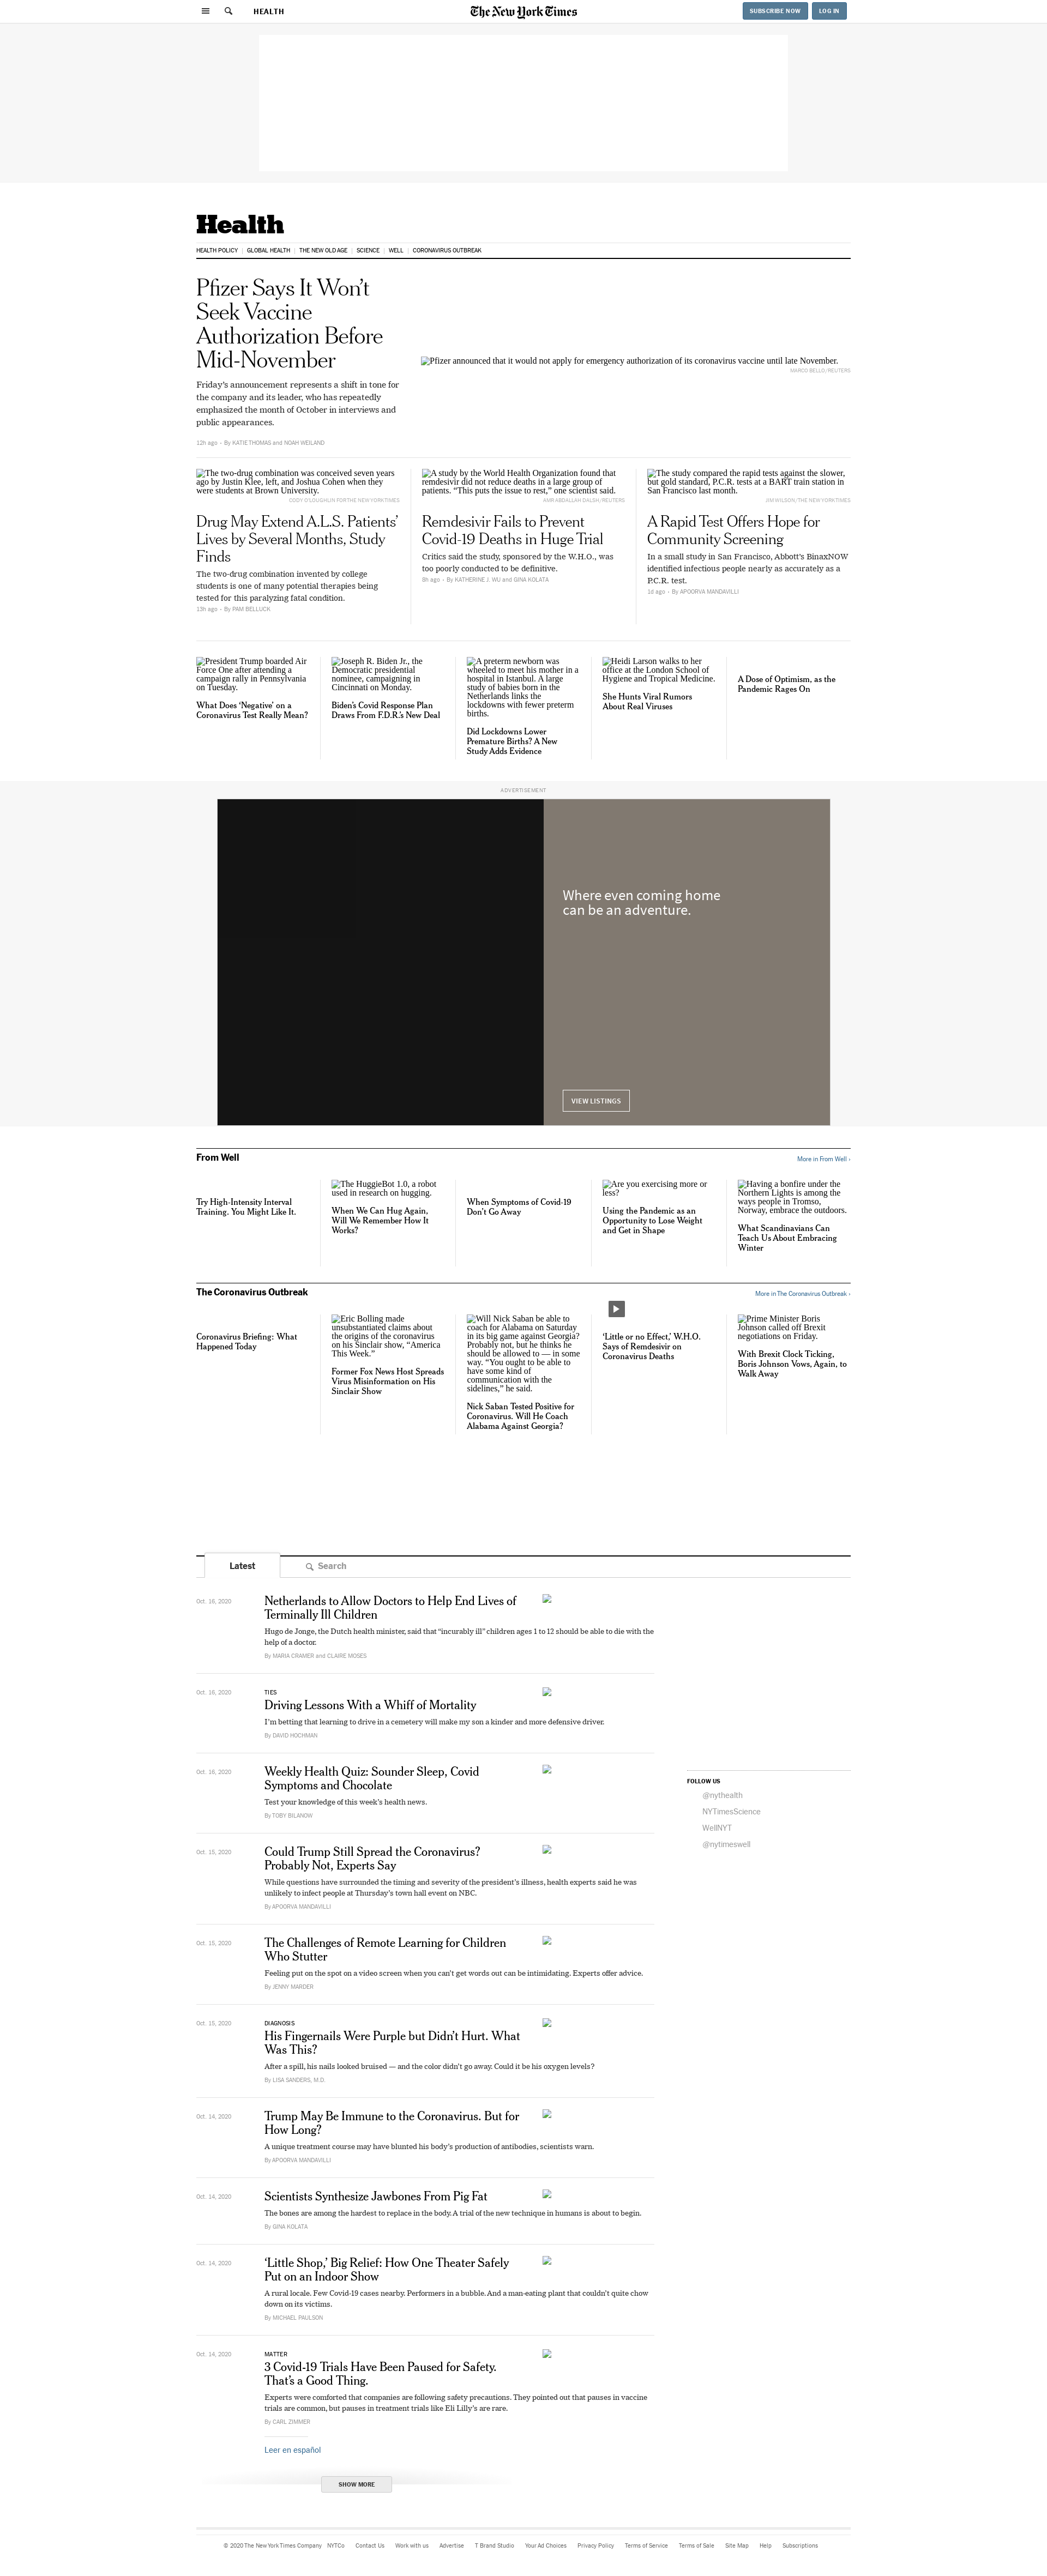 HEALTH
The New York Times
SUBSCRIBE NOW
LOG IN
Health
HEALTH POLICY
GLOBAL HEALTH
THE NEW OLD AGE
SCIENCE
WELL
CORONAVIRUS OUTBREAK
Pfizer Says It Won’t
Seek Vaccine
Authorization Before
Mid-November
Friday’s announcement represents a shift in tone for
the company and its leader, who has repeatedly
emphasized the month of October in interviews and
public appearances.
12h ago · By KATIE THOMAS and NOAH WEILAND
Pfizer announced that it would not apply for emergency authorization of its coronavirus vaccine until late November.
MARCO BELLO/REUTERS
The two-drug combination was conceived seven years
ago by Justin Klee, left, and Joshua Cohen when they
were students at Brown University.
CODY O'LOUGHLIN FOR THE NEW YORK TIMES
Drug May Extend A.L.S. Patients’
Lives by Several Months, Study
Finds
The two-drug combination invented by college
students is one of many potential therapies being
tested for this paralyzing fatal condition.
13h ago · By PAM BELLUCK
A study by the World Health Organization found that
remdesivir did not reduce deaths in a large group of
patients. “This puts the issue to rest,” one scientist said.
AMR ABDALLAH DALSH/REUTERS
Remdesivir Fails to Prevent
Covid-19 Deaths in Huge Trial
Critics said the study, sponsored by the W.H.O., was
too poorly conducted to be definitive.
8h ago · By KATHERINE J. WU and GINA KOLATA
The study compared the rapid tests against the slower,
but gold standard, P.C.R. tests at a BART train station in
San Francisco last month.
JIM WILSON/THE NEW YORK TIMES
A Rapid Test Offers Hope for
Community Screening
In a small study in San Francisco, Abbott’s BinaxNOW
identified infectious people nearly as accurately as a
P.C.R. test.
1d ago · By APOORVA MANDAVILLI
President Trump boarded Air
Force One after attending a
campaign rally in Pennsylvania
on Tuesday.
What Does ‘Negative’ on a
Coronavirus Test Really Mean?
Joseph R. Biden Jr., the
Democratic presidential
nominee, campaigning in
Cincinnati on Monday.
Biden’s Covid Response Plan
Draws From F.D.R.’s New Deal
A preterm newborn was
wheeled to meet his mother in a
hospital in Istanbul. A large
study of babies born in the
Netherlands links the
lockdowns with fewer preterm
births.
Did Lockdowns Lower
Premature Births? A New
Study Adds Evidence
Heidi Larson walks to her
office at the London School of
Hygiene and Tropical Medicine.
She Hunts Viral Rumors
About Real Viruses
A Dose of Optimism, as the
Pandemic Rages On
ADVERTISEMENT
Where even coming home
can be an adventure.
VIEW LISTINGS
From Well
More in From Well ›
Try High-Intensity Interval
Training. You Might Like It.
The HuggieBot 1.0, a robot
used in research on hugging.
When We Can Hug Again,
Will We Remember How It
Works?
When Symptoms of Covid-19
Don’t Go Away
Are you exercising more or
less?
Using the Pandemic as an
Opportunity to Lose Weight
and Get in Shape
Having a bonfire under the
Northern Lights is among the
ways people in Tromso,
Norway, embrace the outdoors.
What Scandinavians Can
Teach Us About Embracing
Winter
The Coronavirus Outbreak
More in The Coronavirus Outbreak ›
Coronavirus Briefing: What
Happened Today
Eric Bolling made
unsubstantiated claims about
the origins of the coronavirus
on his Sinclair show, “America
This Week.”
Former Fox News Host Spreads
Virus Misinformation on His
Sinclair Show
Will Nick Saban be able to
coach for Alabama on Saturday
in its big game against Georgia?
Probably not, but he thinks he
should be allowed to — in some
way. “You ought to be able to
have some kind of
communication with the
sidelines,” he said.
Nick Saban Tested Positive for
Coronavirus. Will He Coach
Alabama Against Georgia?
‘Little or no Effect,’ W.H.O.
Says of Remdesivir on
Coronavirus Deaths
Prime Minister Boris
Johnson called off Brexit
negotiations on Friday.
With Brexit Clock Ticking,
Boris Johnson Vows, Again, to
Walk Away
Latest
Search
Oct. 16, 2020
Netherlands to Allow Doctors to Help End Lives of
Terminally Ill Children
Hugo de Jonge, the Dutch health minister, said that “incurably ill” children ages 1 to 12 should be able to die with the
help of a doctor.
By MARIA CRAMER and CLAIRE MOSES
Oct. 16, 2020
TIES
Driving Lessons With a Whiff of Mortality
I’m betting that learning to drive in a cemetery will make my son a kinder and more defensive driver.
By DAVID HOCHMAN
Oct. 16, 2020
Weekly Health Quiz: Sounder Sleep, Covid
Symptoms and Chocolate
Test your knowledge of this week’s health news.
By TOBY BILANOW
Oct. 15, 2020
Could Trump Still Spread the Coronavirus?
Probably Not, Experts Say
While questions have surrounded the timing and severity of the president’s illness, health experts said he was
unlikely to infect people at Thursday’s town hall event on NBC.
By APOORVA MANDAVILLI
Oct. 15, 2020
The Challenges of Remote Learning for Children
Who Stutter
Feeling put on the spot on a video screen when you can’t get words out can be intimidating. Experts offer advice.
By JENNY MARDER
Oct. 15, 2020
DIAGNOSIS
His Fingernails Were Purple but Didn’t Hurt. What
Was This?
After a spill, his nails looked bruised — and the color didn’t go away. Could it be his oxygen levels?
By LISA SANDERS, M.D.
Oct. 14, 2020
Trump May Be Immune to the Coronavirus. But for
How Long?
A unique treatment course may have blunted his body’s production of antibodies, scientists warn.
By APOORVA MANDAVILLI
Oct. 14, 2020
Scientists Synthesize Jawbones From Pig Fat
The bones are among the hardest to replace in the body. A trial of the new technique in humans is about to begin.
By GINA KOLATA
Oct. 14, 2020
‘Little Shop,’ Big Relief: How One Theater Safely
Put on an Indoor Show
A rural locale. Few Covid-19 cases nearby. Performers in a bubble. And a man-eating plant that couldn’t quite chow
down on its victims.
By MICHAEL PAULSON
Oct. 14, 2020
MATTER
3 Covid-19 Trials Have Been Paused for Safety.
That’s a Good Thing.
Experts were comforted that companies are following safety precautions. They pointed out that pauses in vaccine
trials are common, but pauses in treatment trials like Eli Lilly’s are rare.
By CARL ZIMMER
Leer en español
SHOW MORE
FOLLOW US
@nythealth
NYTimesScience
WellNYT
@nytimeswell
© 2020 The New York Times Company NYTCo Contact Us Work with us Advertise T Brand Studio Your Ad Choices Privacy Policy Terms of Service Terms of Sale Site Map Help Subscriptions